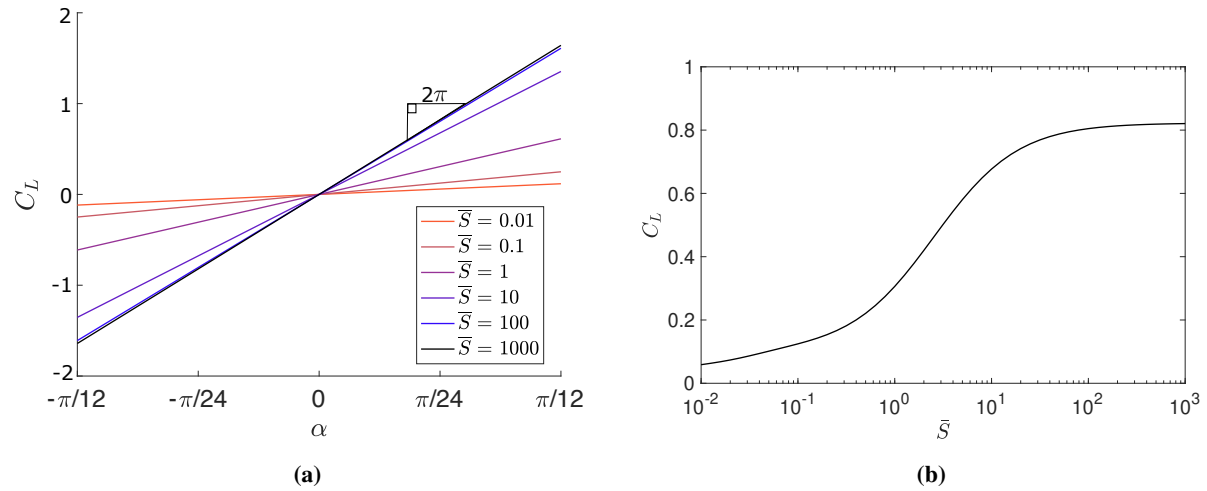 2
1
0
-1
-2
C_L
2π
S̅ = 0.01
S̅ = 0.1
S̅ = 1
S̅ = 10
S̅ = 100
S̅ = 1000
-π/12
-π/24
0
π/24
π/12
α
(a)
1
0.8
0.6
0.4
0.2
0
C_L
10^-2
10^-1
10^0
10^1
10^2
10^3
S̄
(b)